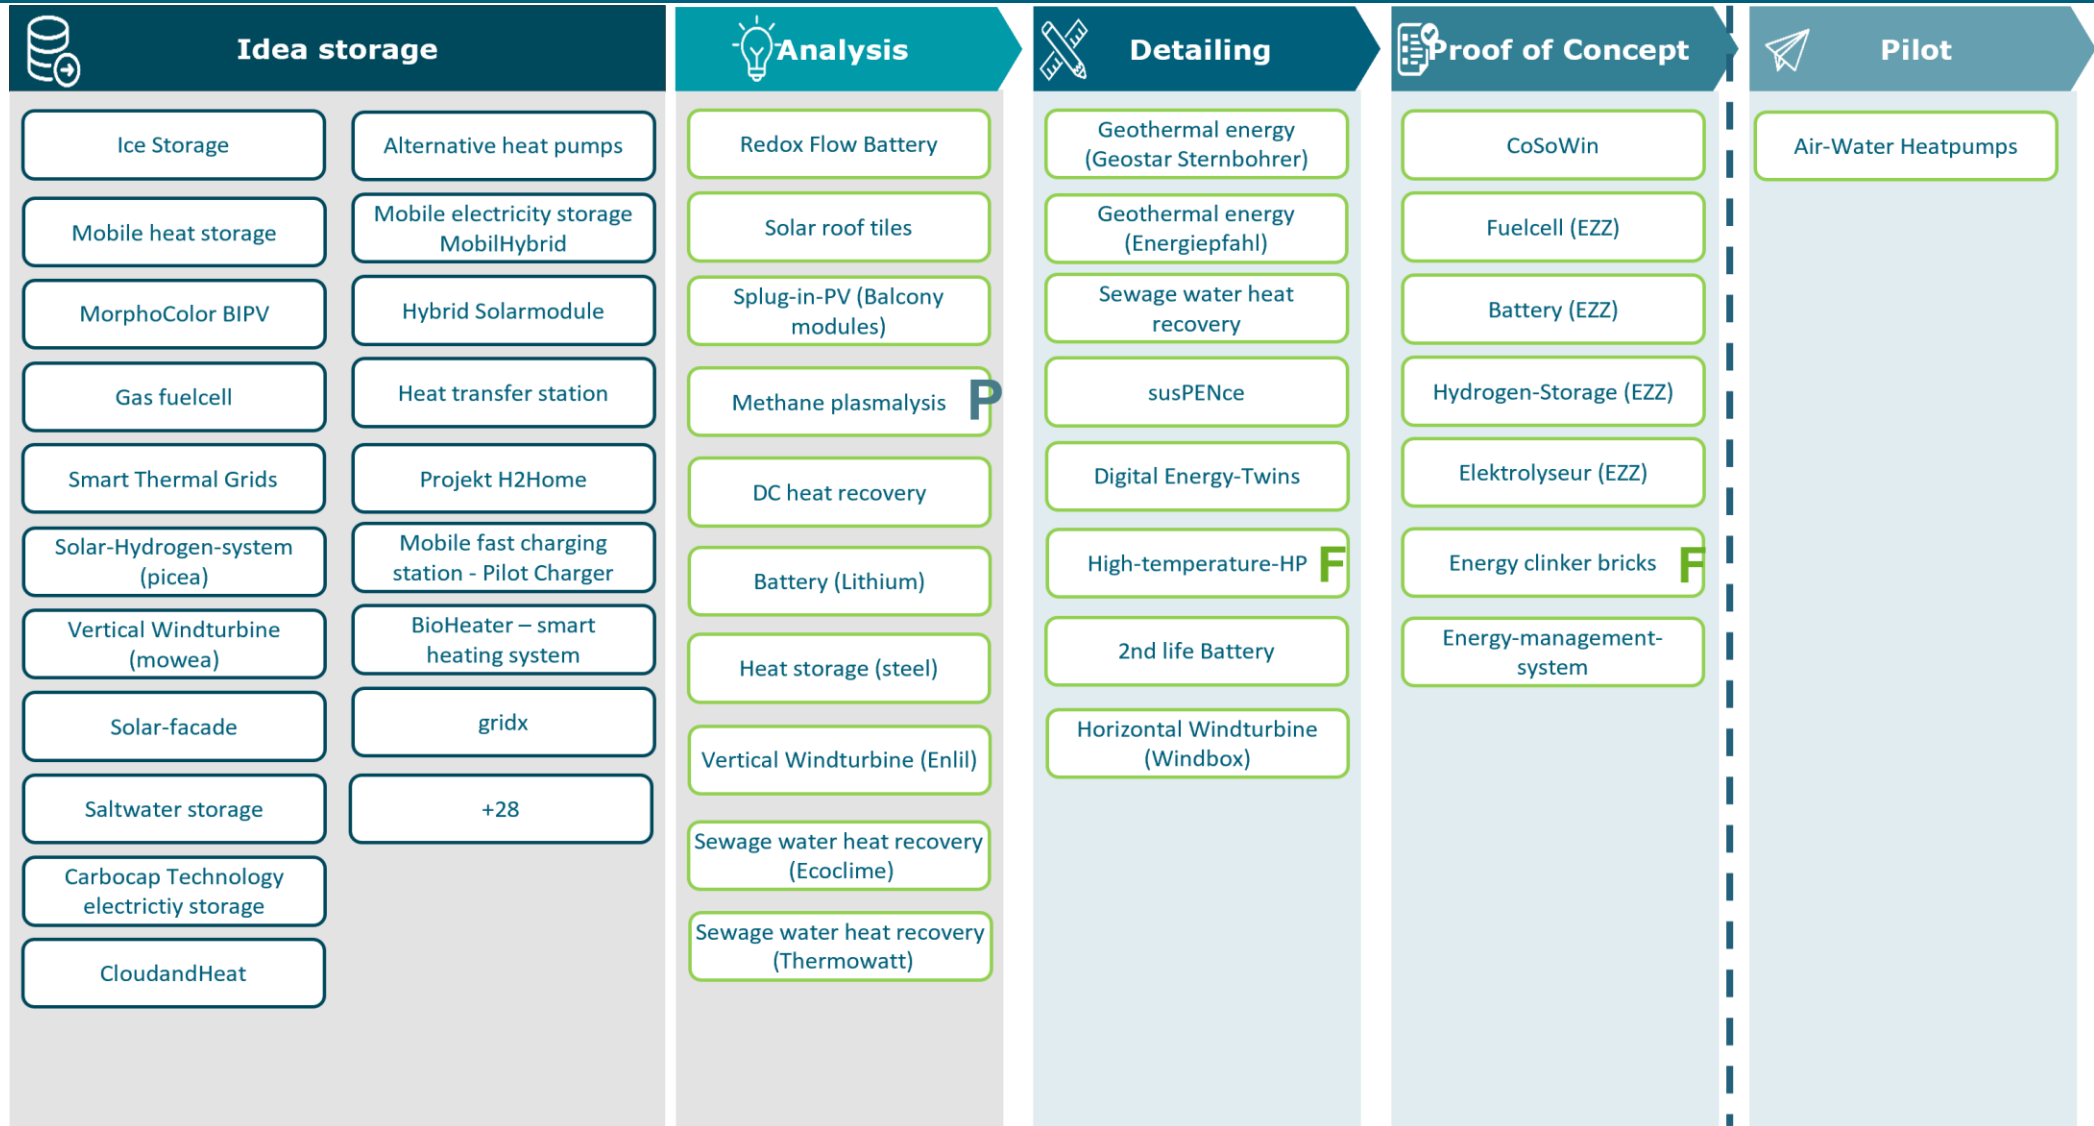 Idea storage
Analysis
Detailing
Proof of Concept
Pilot
Ice Storage
Mobile heat storage
MorphoColor BIPV
Gas fuelcell
Smart Thermal Grids
Solar-Hydrogen-system
(picea)
Vertical Windturbine
(mowea)
Solar-facade
Saltwater storage
Carbocap Technology
electrictiy storage
CloudandHeat
Alternative heat pumps
Mobile electricity storage
MobilHybrid
Hybrid Solarmodule
Heat transfer station
Projekt H2Home
Mobile fast charging
station - Pilot Charger
BioHeater – smart
heating system
gridx
+28
Redox Flow Battery
Solar roof tiles
Splug-in-PV (Balcony
modules)
Methane plasmalysis
P
DC heat recovery
Battery (Lithium)
Heat storage (steel)
Vertical Windturbine (Enlil)
Sewage water heat recovery
(Ecoclime)
Sewage water heat recovery
(Thermowatt)
Geothermal energy
(Geostar Sternbohrer)
Geothermal energy
(Energiepfahl)
Sewage water heat
recovery
susPENce
Digital Energy-Twins
High-temperature-HP
F
2nd life Battery
Horizontal Windturbine
(Windbox)
CoSoWin
Fuelcell (EZZ)
Battery (EZZ)
Hydrogen-Storage (EZZ)
Elektrolyseur (EZZ)
Energy clinker bricks
F
Energy-management-
system
Air-Water Heatpumps